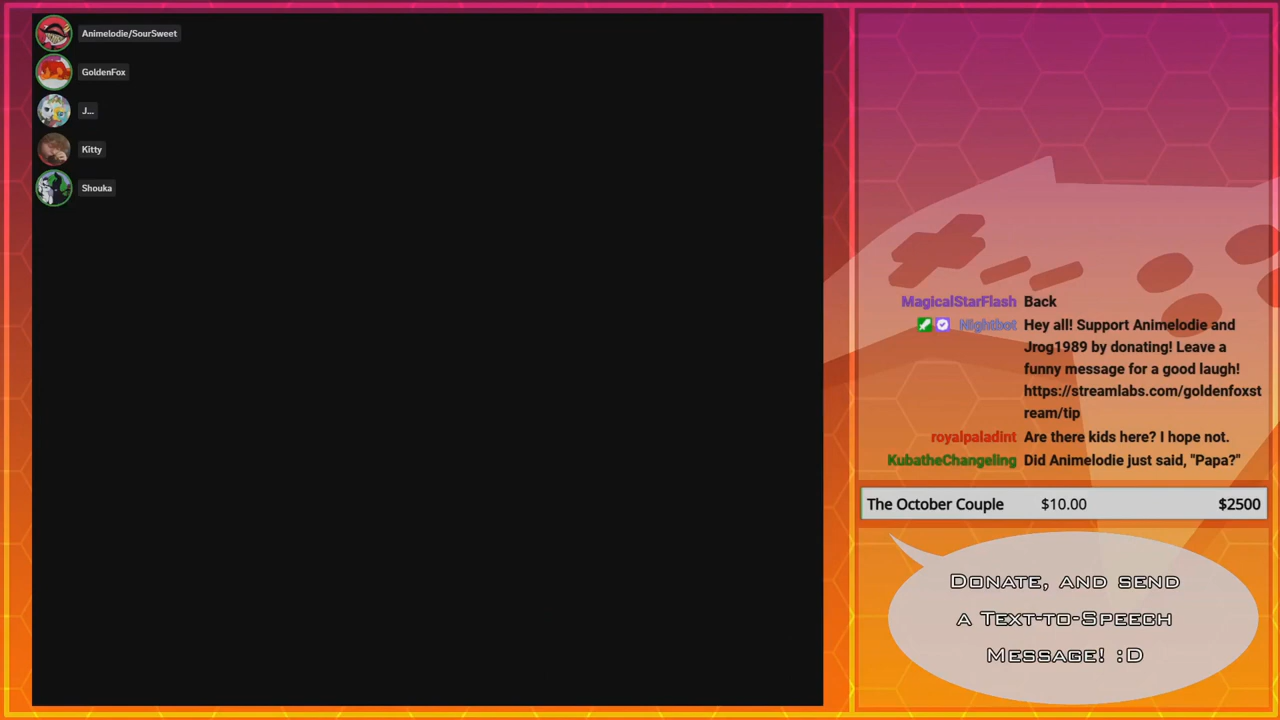 Animelodie/SourSweet
GoldenFox
J...
Kitty
Shouka
MagicalStarFlash Back
Nightbot Hey all! Support Animelodie and
Jrog1989 by donating! Leave a
funny message for a good laugh!
https://streamlabs.com/goldenfoxst
ream/tip
royalpaladint Are there kids here? I hope not.
KubatheChangeling Did Animelodie just said, "Papa?"
The October Couple $10.00 $2500
Donate, and send
a Text-to-Speech
Message! :D